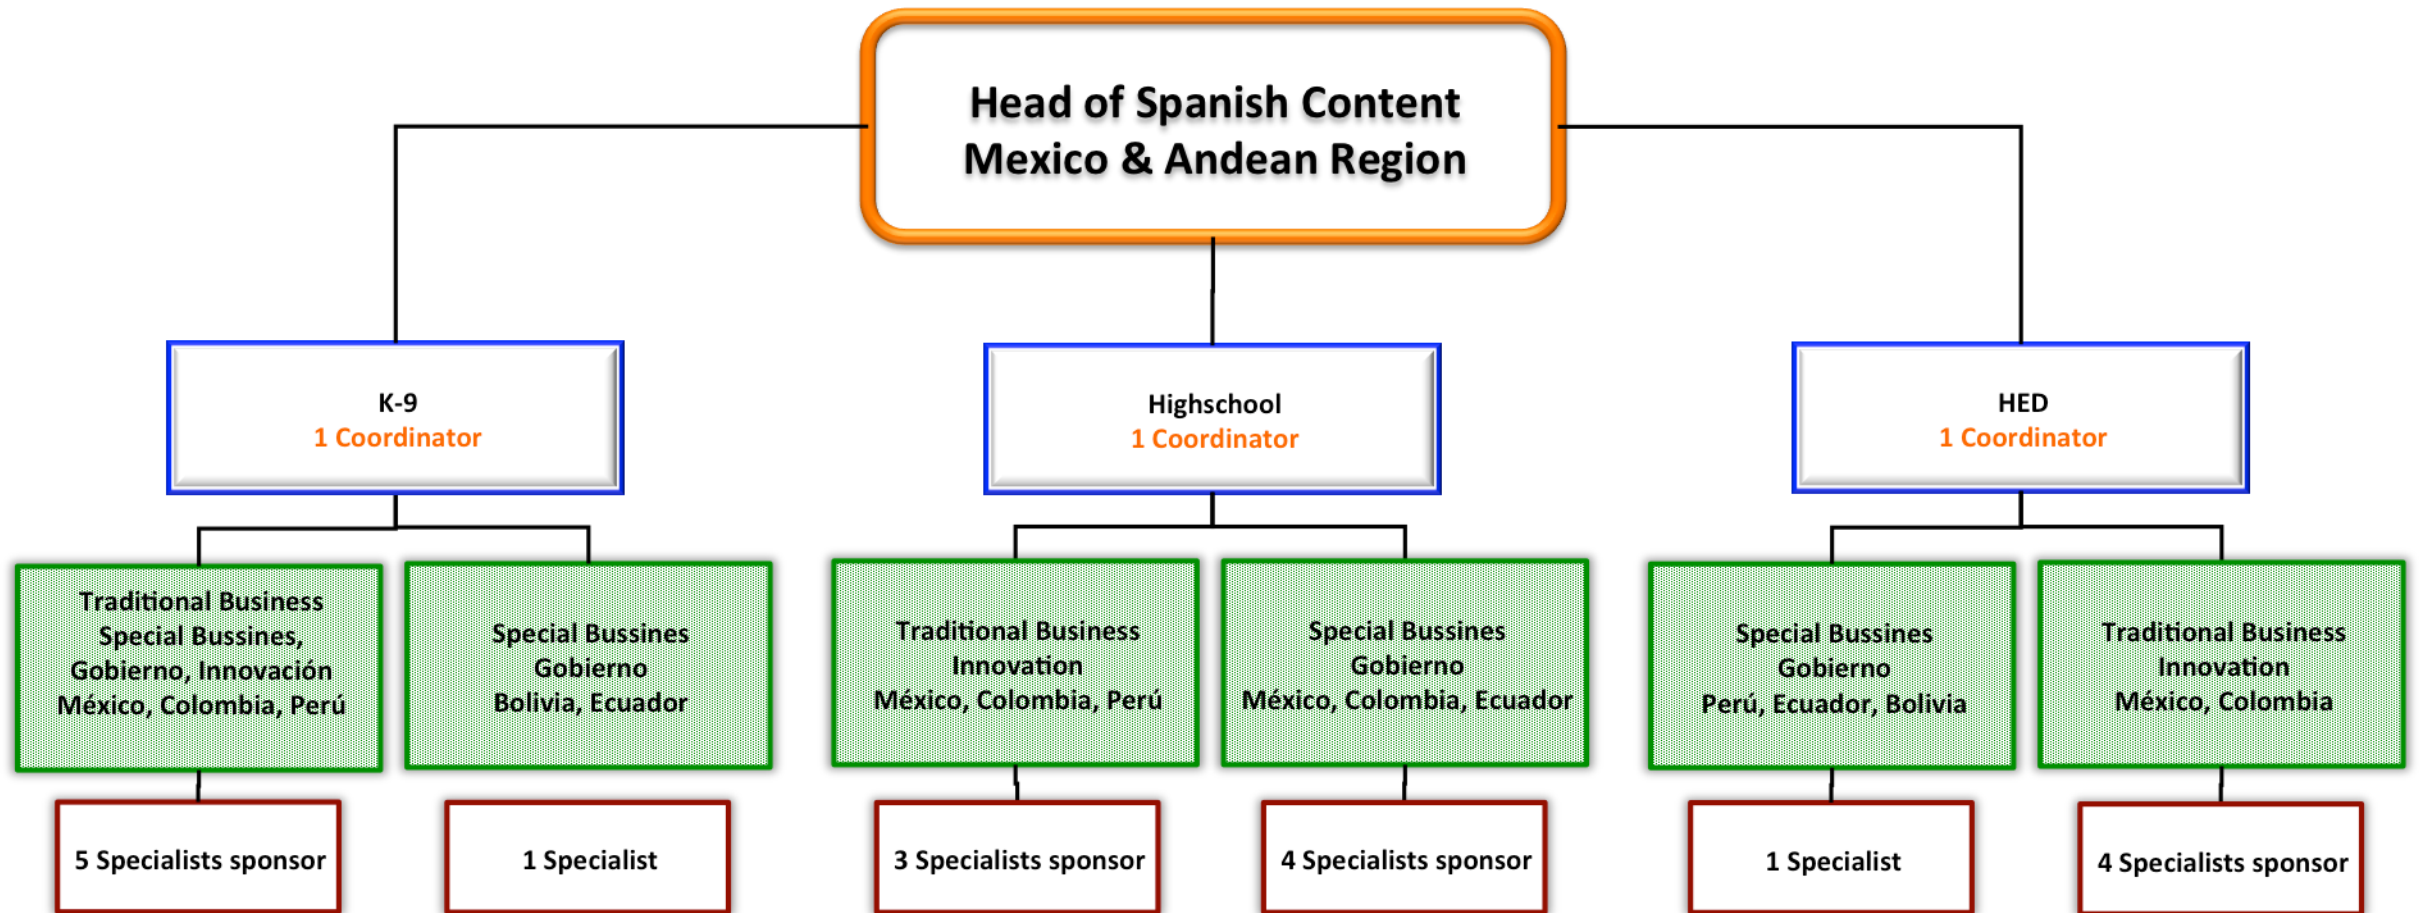 Head of Spanish Content
Mexico & Andean Region
K-9
1 Coordinator
Highschool
1 Coordinator
HED
1 Coordinator
Traditional Business
Special Bussines,
Gobierno, Innovación
México, Colombia, Perú
Special Bussines
Gobierno
Bolivia, Ecuador
Traditional Business
Innovation
México, Colombia, Perú
Special Bussines
Gobierno
México, Colombia, Ecuador
Special Bussines
Gobierno
Perú, Ecuador, Bolivia
Traditional Business
Innovation
México, Colombia
5 Specialists sponsor
1 Specialist
3 Specialists sponsor
4 Specialists sponsor
1 Specialist
4 Specialists sponsor